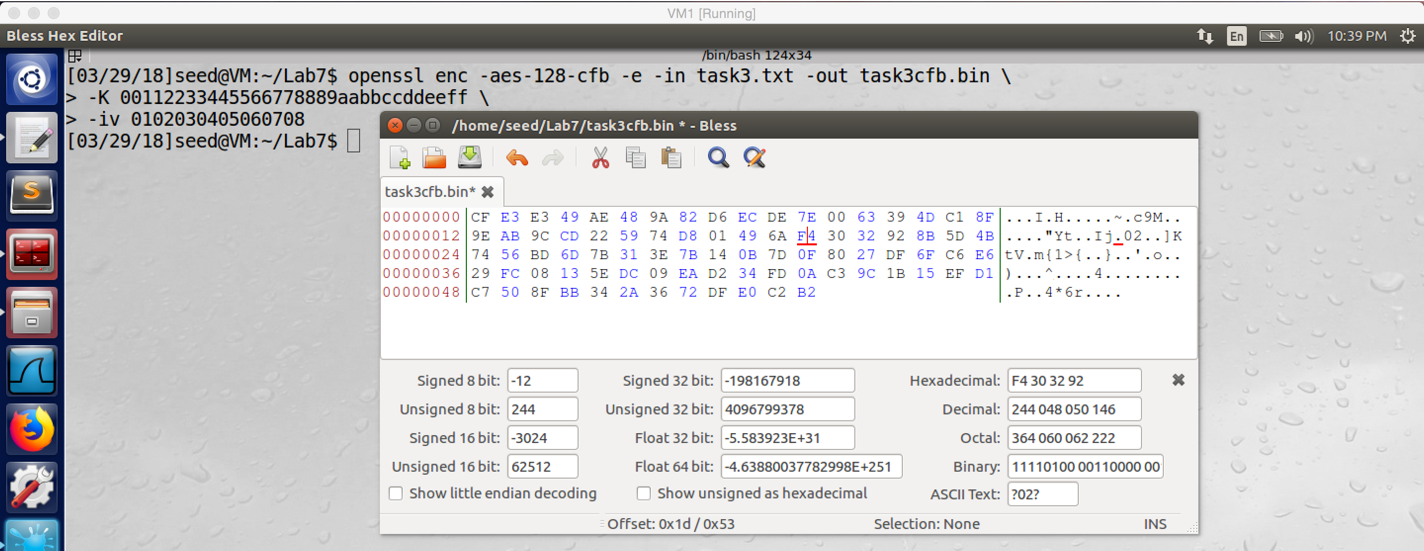 VM1 [Running]
Bless Hex Editor
En
10:39 PM
/bin/bash 124x34
[03/29/18]seed@VM:~/Lab7$ openssl enc -aes-128-cfb -e -in task3.txt -out task3cfb.bin \
> -K 00112233445566778889aabbccddeeff \
> -iv 0102030405060708
[03/29/18]seed@VM:~/Lab7$
/home/seed/Lab7/task3cfb.bin * - Bless
task3cfb.bin*
00000000 CF E3 E3 49 AE 48 9A 82 D6 EC DE 7E 00 63 39 4D C1 8F ...I.H.....~.c9M..
00000012 9E AB 9C CD 22 59 74 D8 01 49 6A F4 30 32 92 8B 5D 4B ...."Yt..Ij.02..]K
00000024 74 56 BD 6D 7B 31 3E 7B 14 0B 7D 0F 80 27 DF 6F C6 E6 tV.m{1>{..}..'.o..
00000036 29 FC 08 13 5E DC 09 EA D2 34 FD 0A C3 9C 1B 15 EF D1 )...^....4........
00000048 C7 50 8F BB 34 2A 36 72 DF E0 C2 B2 .P..4*6r....
Signed 8 bit: -12 Signed 32 bit: -198167918 Hexadecimal: F4 30 32 92
Unsigned 8 bit: 244 Unsigned 32 bit: 4096799378 Decimal: 244 048 050 146
Signed 16 bit: -3024 Float 32 bit: -5.583923E+31 Octal: 364 060 062 222
Unsigned 16 bit: 62512 Float 64 bit: -4.63880037782998E+251 Binary: 11110100 00110000 00
Show little endian decoding Show unsigned as hexadecimal ASCII Text: ?02?
Offset: 0x1d / 0x53 Selection: None INS